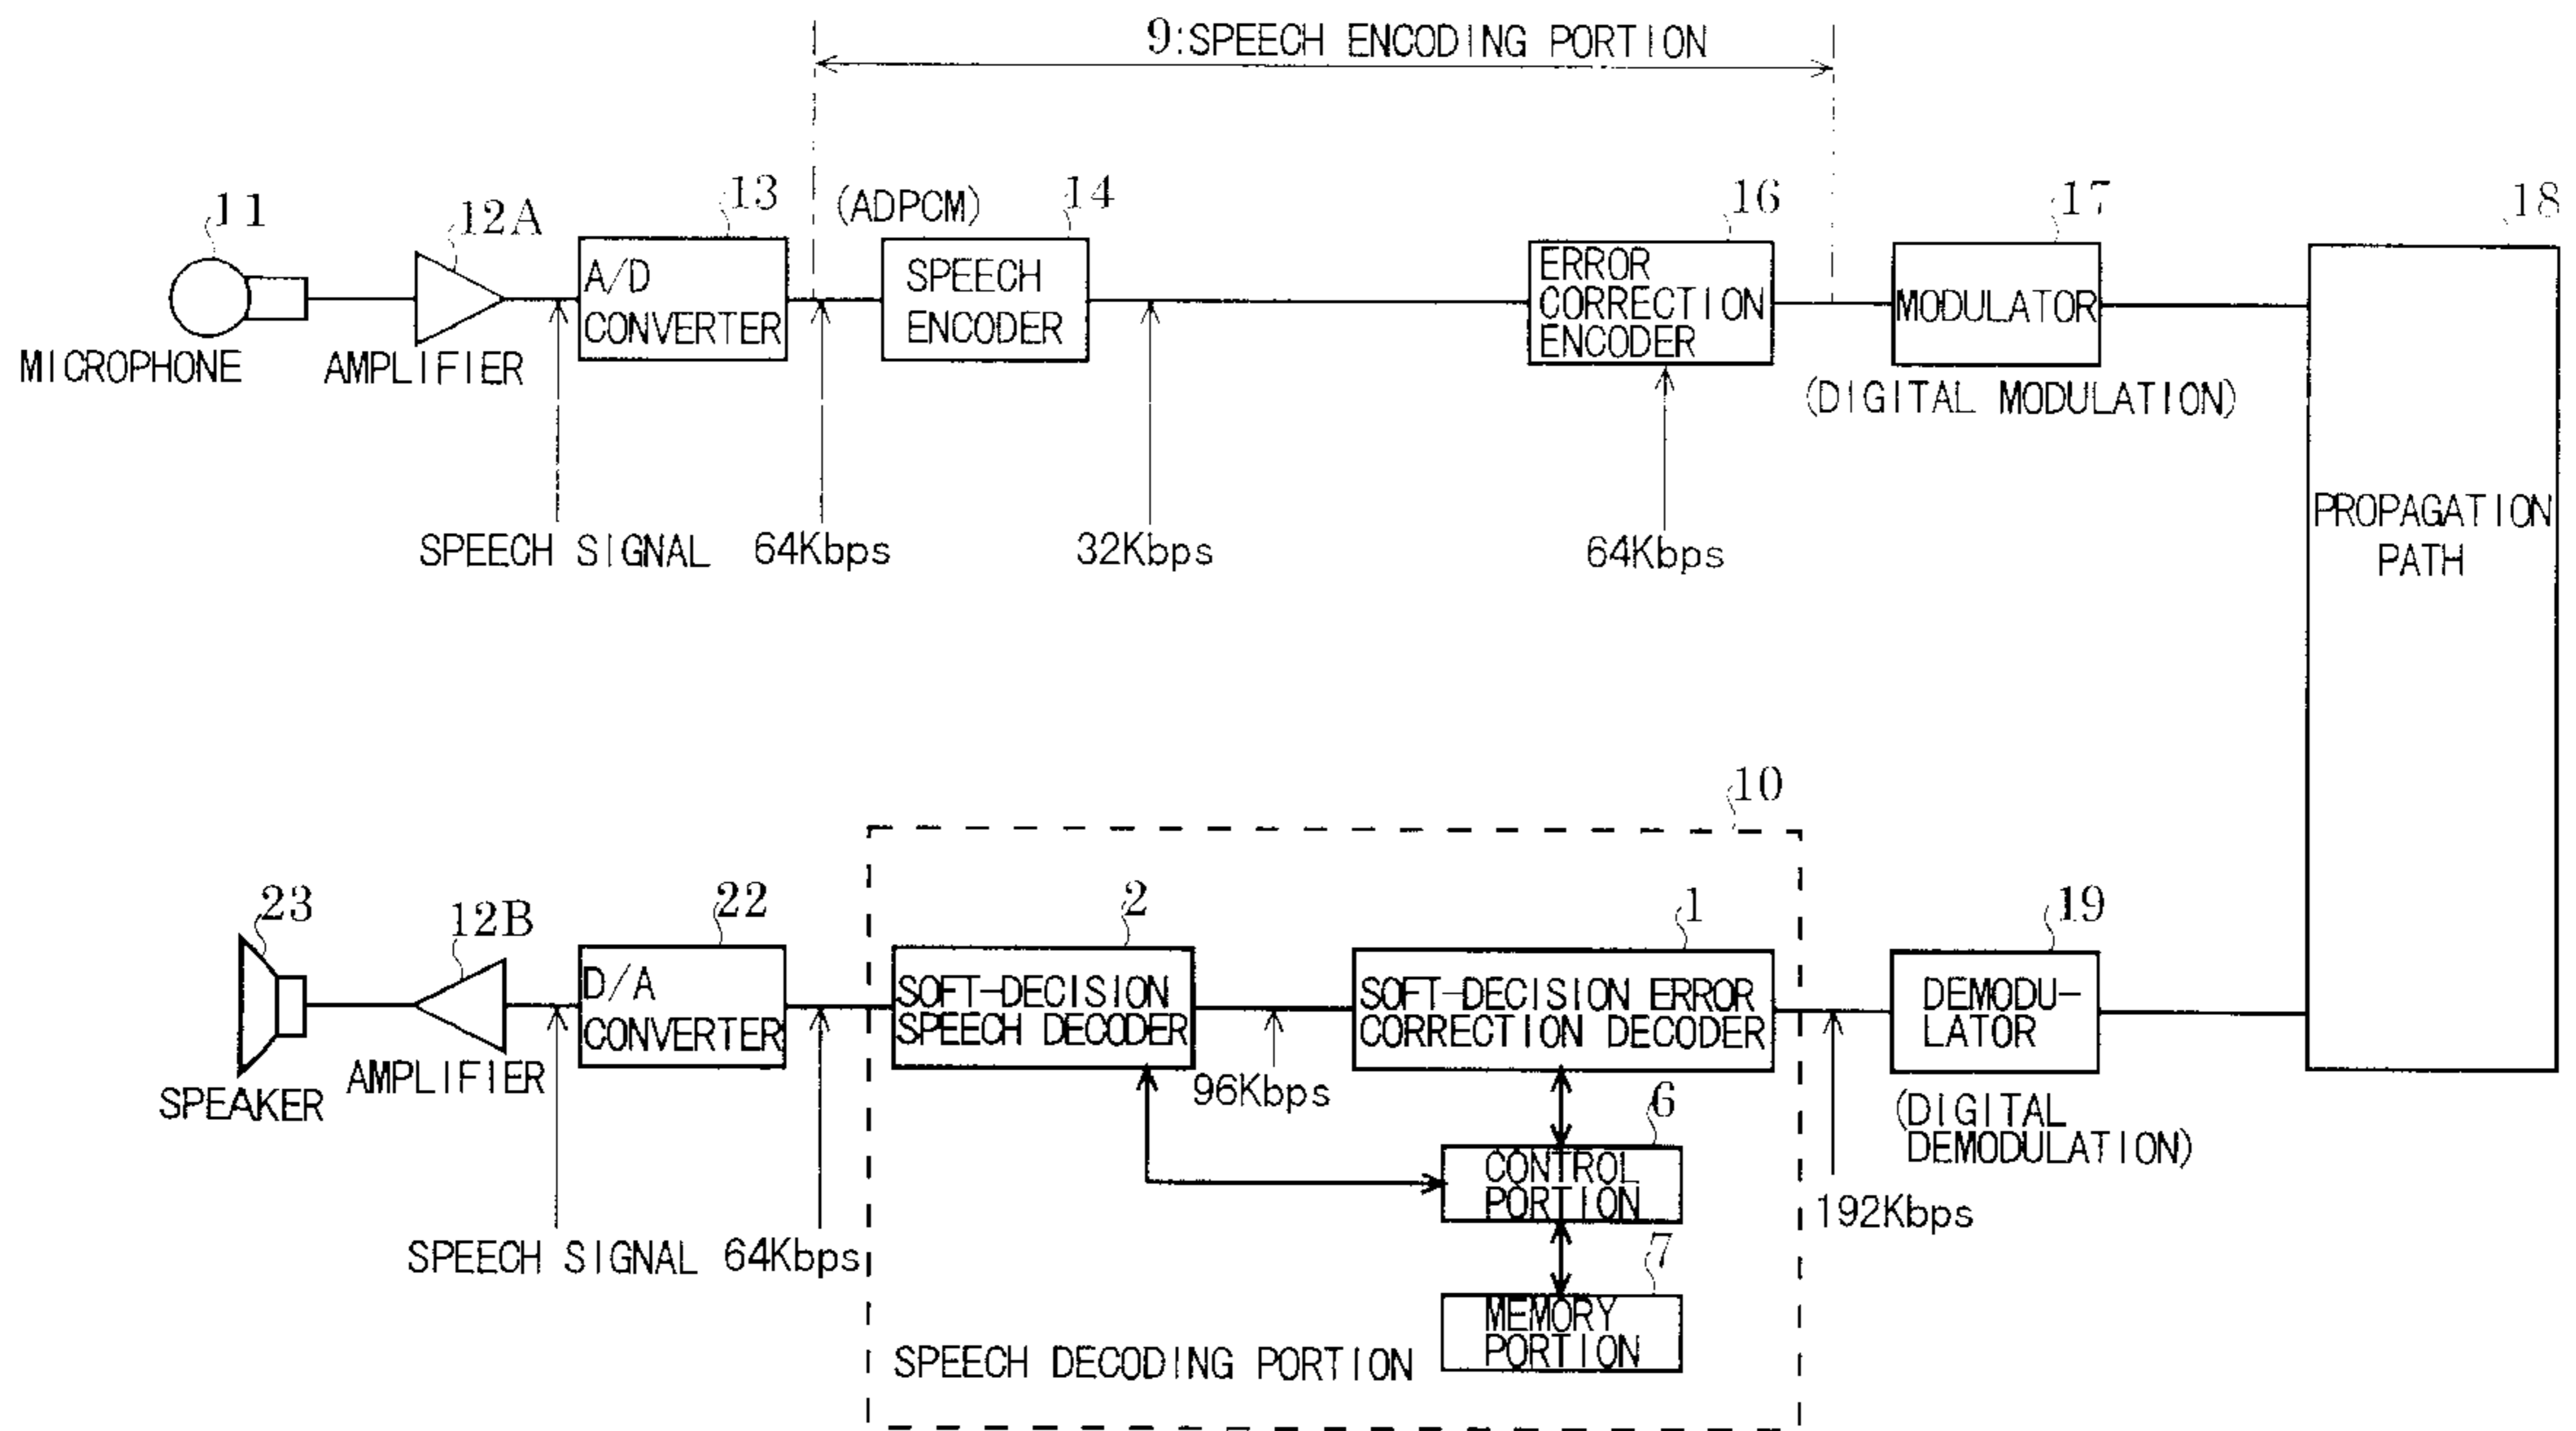 9:SPEECH ENCODING PORTION
11
12A
13
(ADPCM)
14
16
17
18
A/D
CONVERTER
SPEECH
ENCODER
ERROR
CORRECTION
ENCODER
MODULATOR
MICROPHONE
AMPLIFIER
(DIGITAL MODULATION)
PROPAGATION
PATH
SPEECH SIGNAL
64Kbps
32Kbps
64Kbps
10
23
12B
22
2
1
19
D/A
CONVERTER
SOFT-DECISION
SPEECH DECODER
SOFT-DECISION ERROR
CORRECTION DECODER
DEMODU-
LATOR
SPEAKER
AMPLIFIER
96Kbps
6
(DIGITAL
DEMODULATION)
CONTROL
PORTION
192Kbps
SPEECH SIGNAL
64Kbps
7
MEMORY
PORTION
SPEECH DECODING PORTION